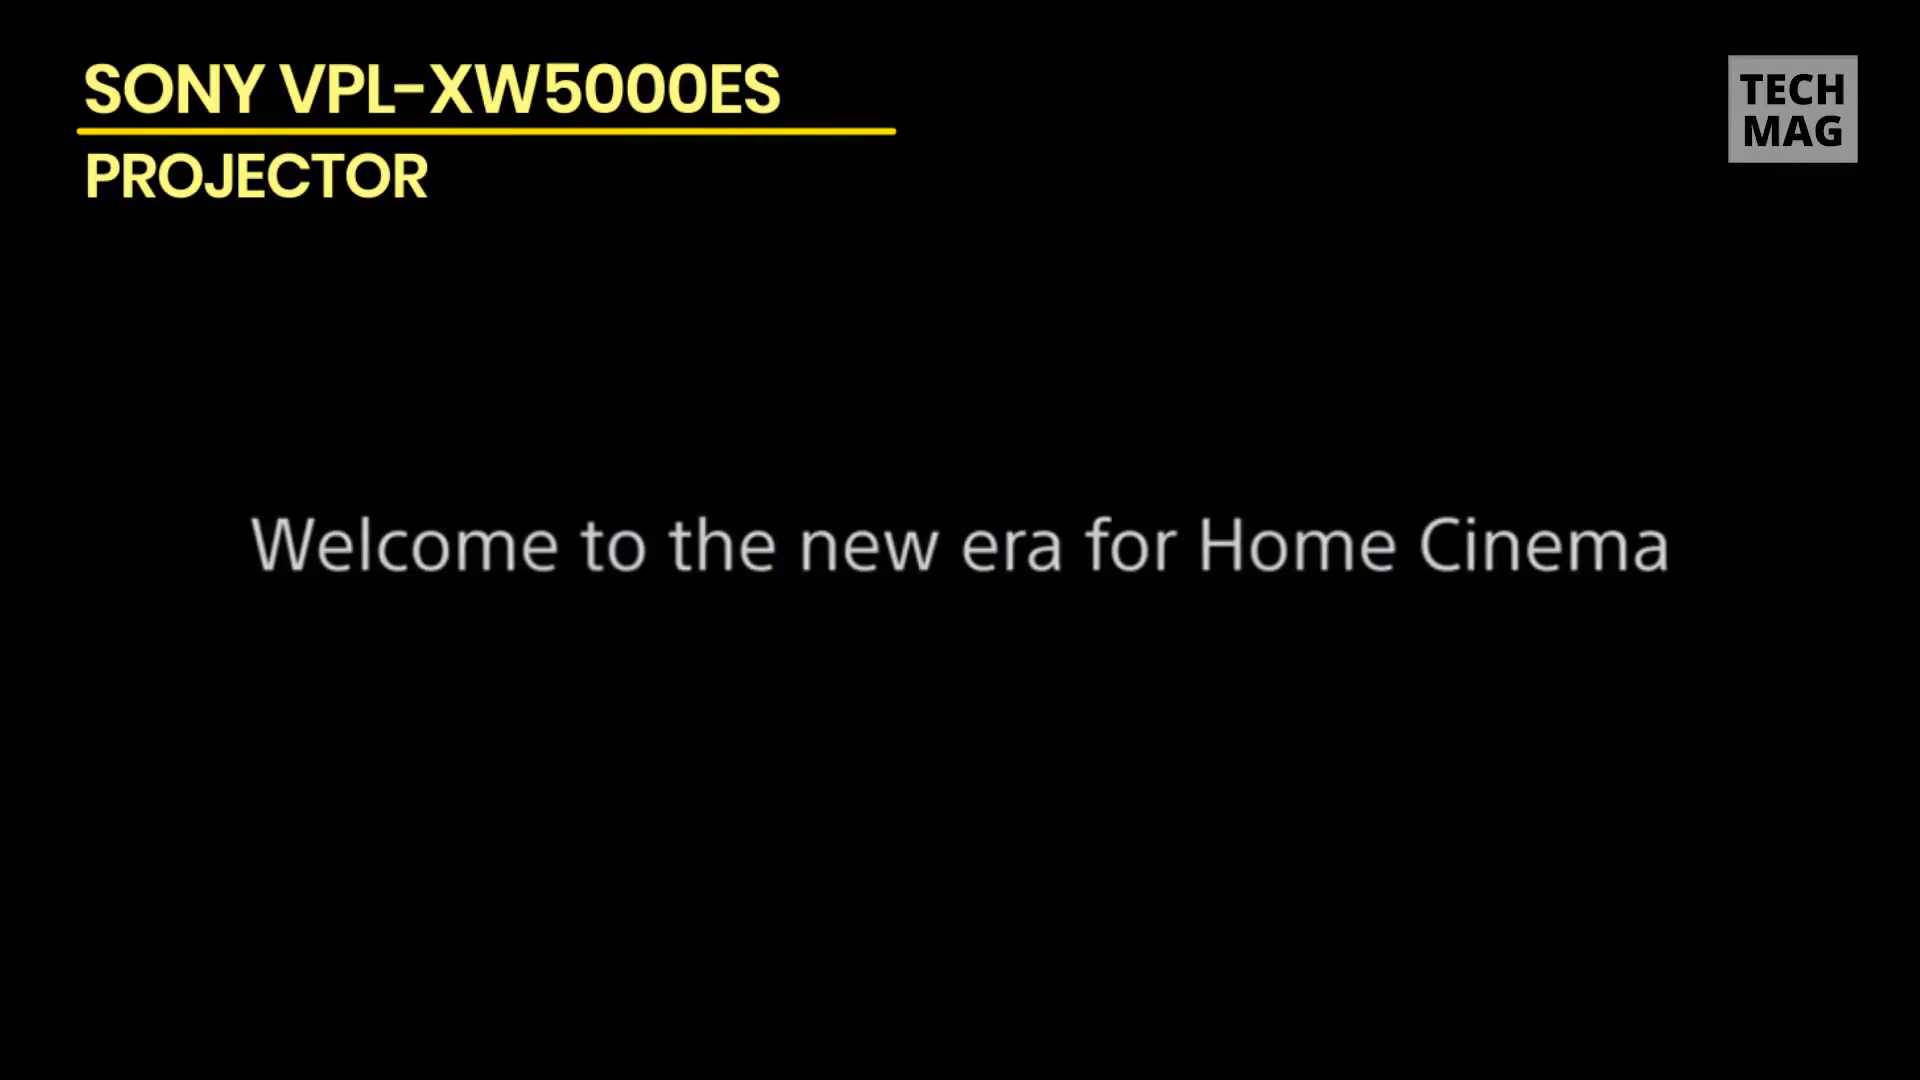 SONY VPL-XW5000ES
PROJECTOR
TECH
MAG
Welcome to the new era for Home Cinema